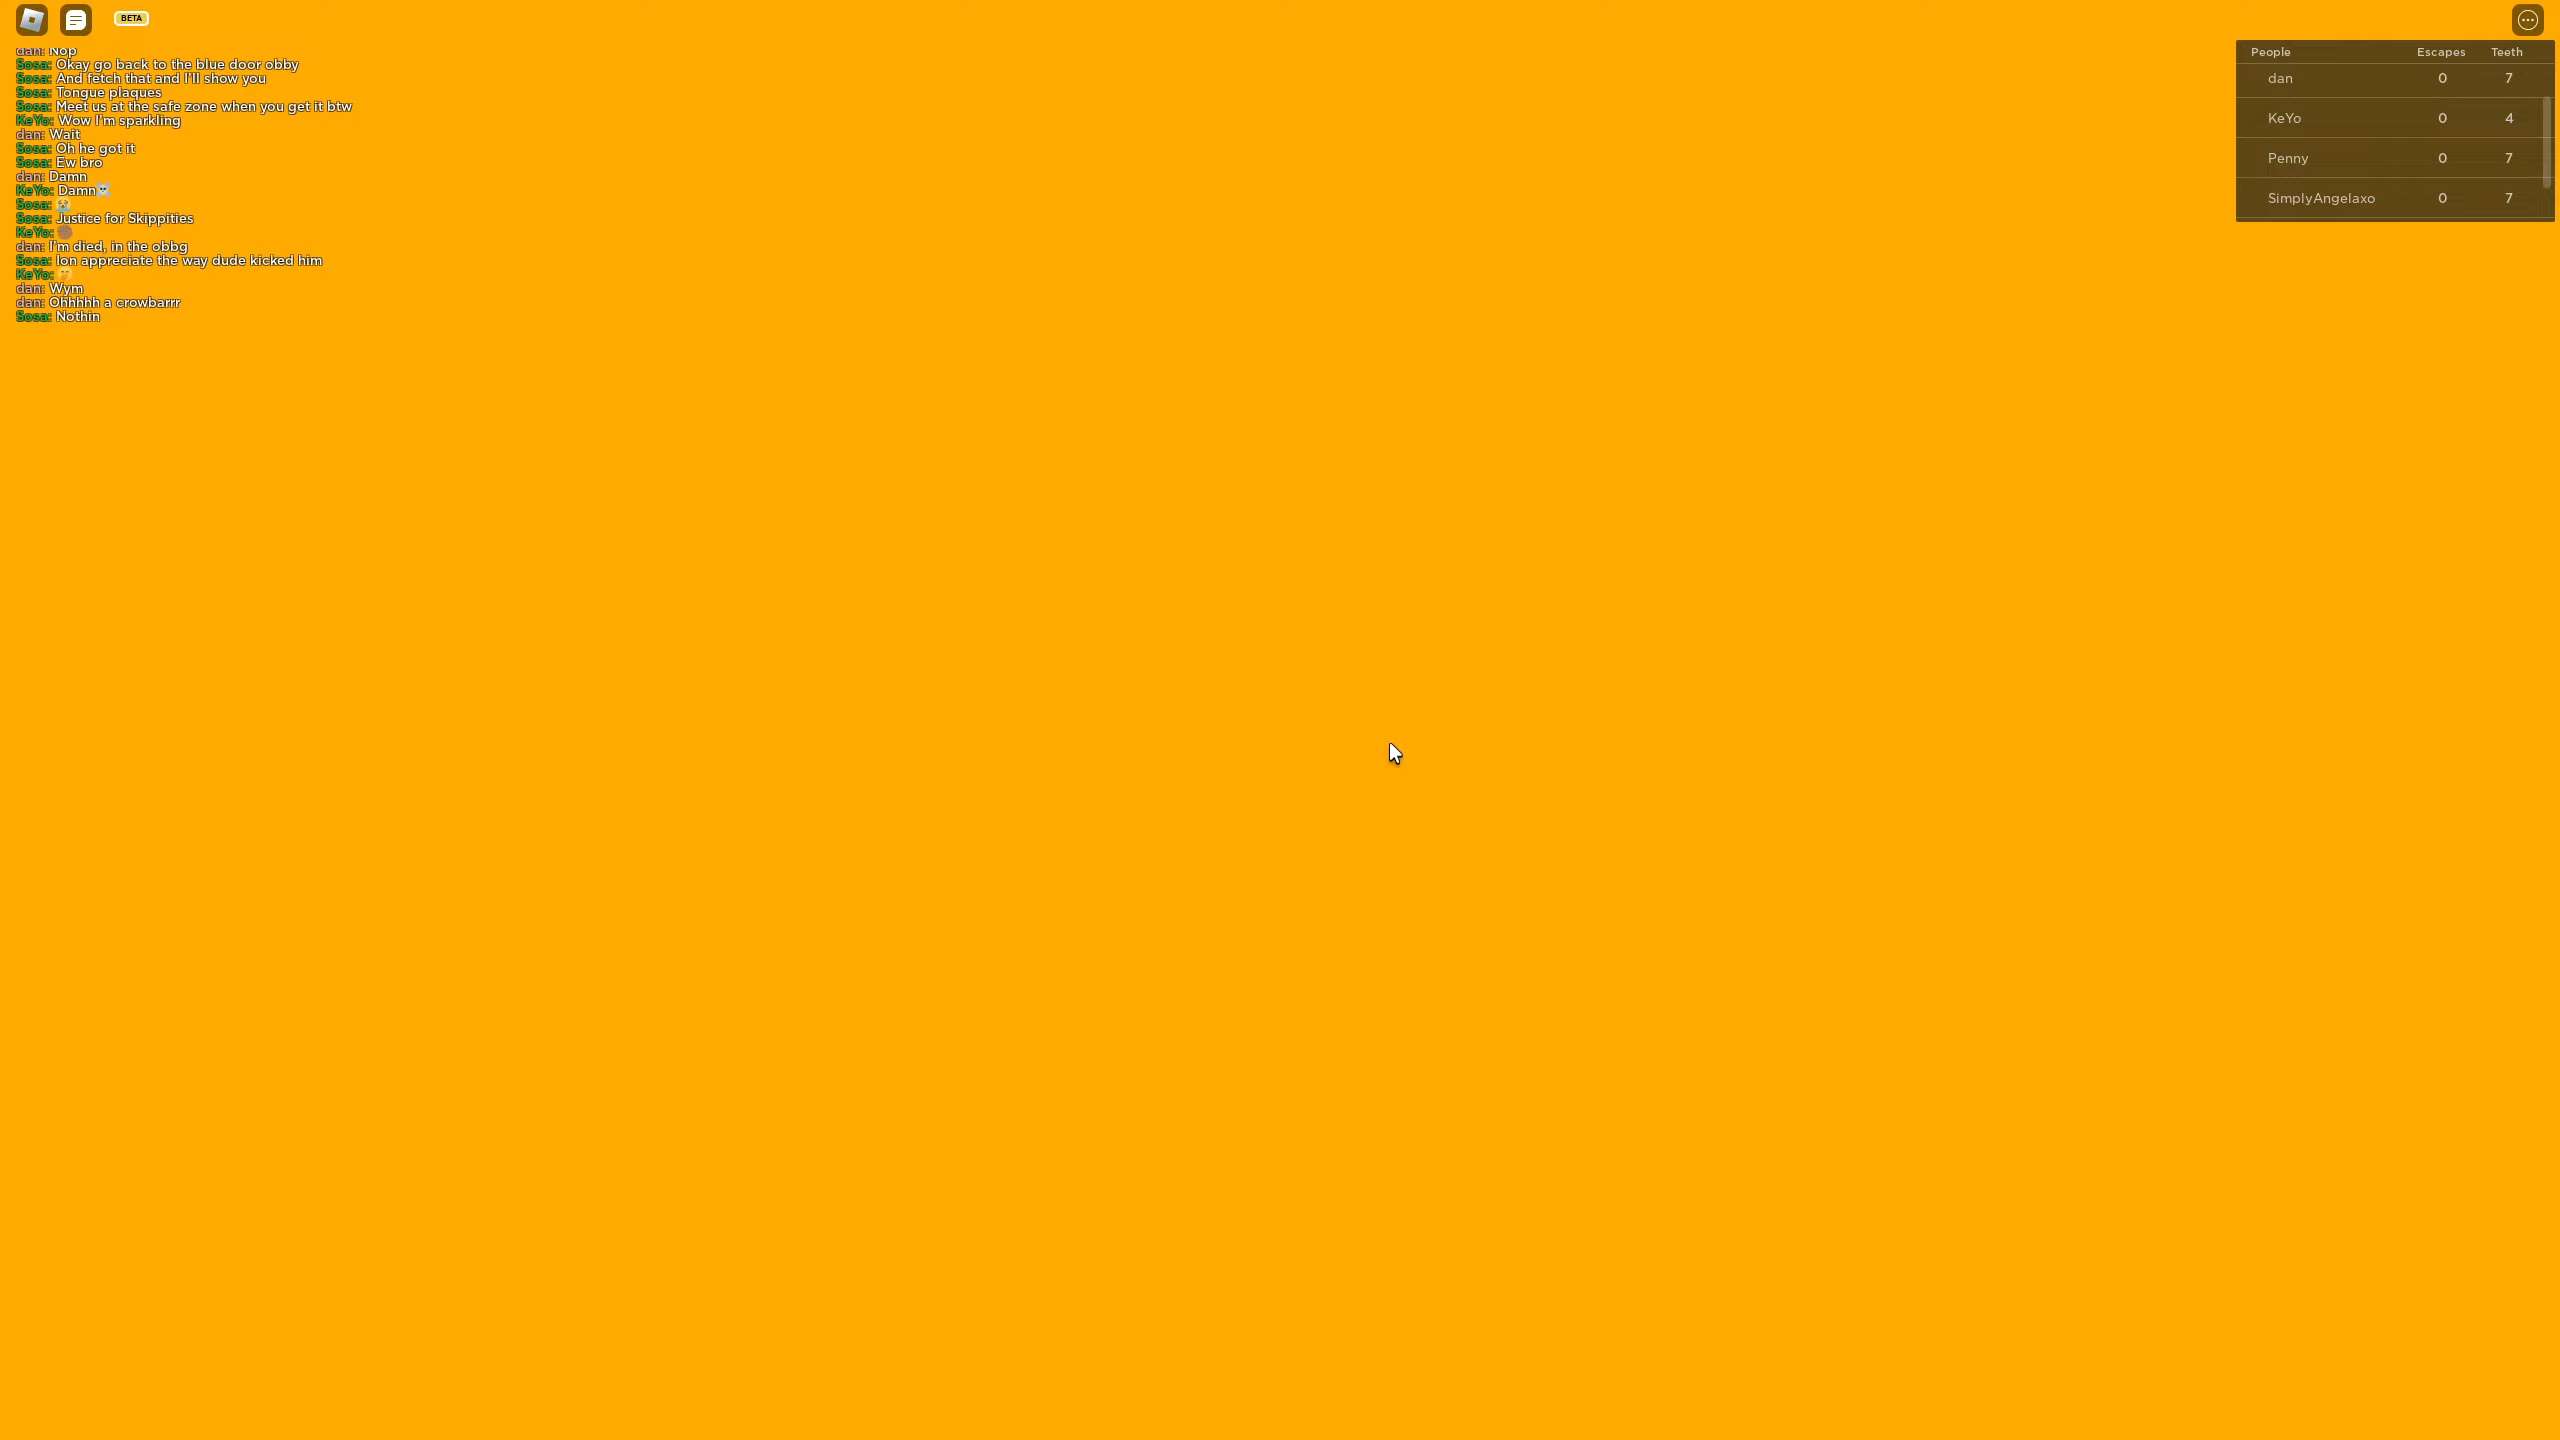 BETA
dan: Nop
Sosa: Okay go back to the blue door obby
Sosa: And fetch that and I'll show you
Sosa: Tongue plaques
Sosa: Meet us at the safe zone when you get it btw
KeYo: Wow I'm sparkling
dan: Wait
Sosa: Oh he got it
Sosa: Ew bro
dan: Damn
KeYo: Damn☠️
Sosa: 😭
Sosa: Justice for Skippities
KeYo:
dan: I'm died, in the obbg
Sosa: Ion appreciate the way dude kicked him
KeYo: 🤭
dan: Wym
dan: Ohhhhh a crowbarrr
Sosa: Nothin
People Escapes Teeth
dan 0 7
KeYo 0 4
Penny 0 7
SimplyAngelaxo 0 7